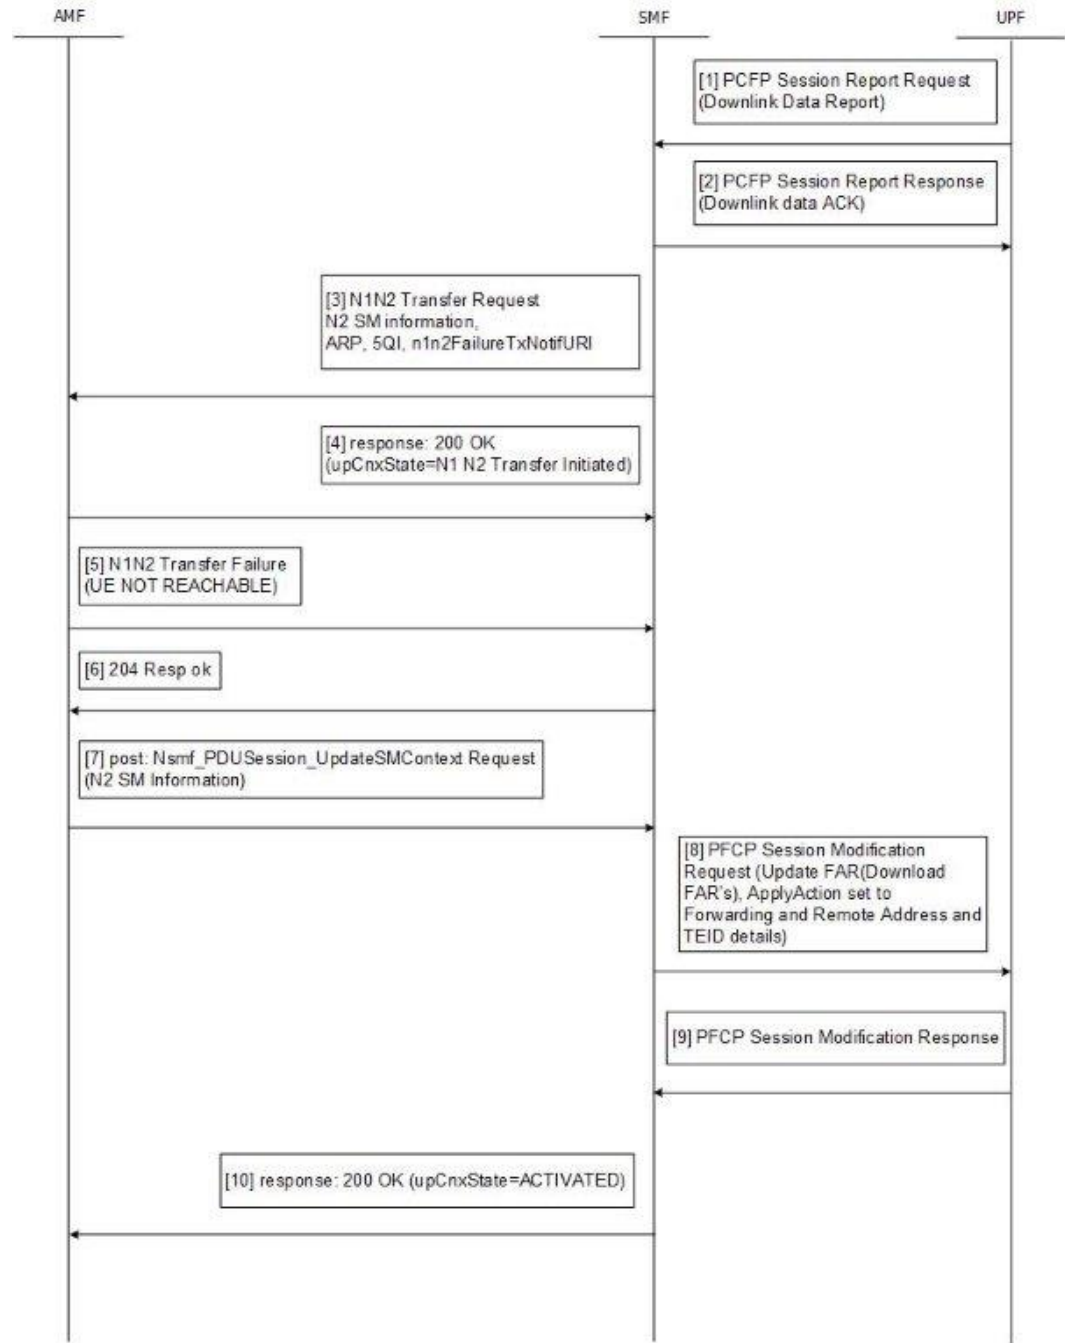 AMF
SMF
UPF
[1] PCFP Session Report Request
(Downlink Data Report)
[2] PCFP Session Report Response
(Downlink data ACK)
[3] N1N2 Transfer Request
N2 SM information,
ARP, 5QI, n1n2FailureTxNotifURI
[4] response: 200 OK
(upCnxState=N1 N2 Transfer Initiated)
[5] N1N2 Transfer Failure
(UE NOT REACHABLE)
[6] 204 Resp ok
[7] post: Nsmf_PDUSession_UpdateSMContext Request
(N2 SM Information)
[8] PFCP Session Modification
Request (Update FAR(Download
FAR's), ApplyAction set to
Forwarding and Remote Address and
TEID details)
[9] PFCP Session Modification Response
[10] response: 200 OK (upCnxState=ACTIVATED)